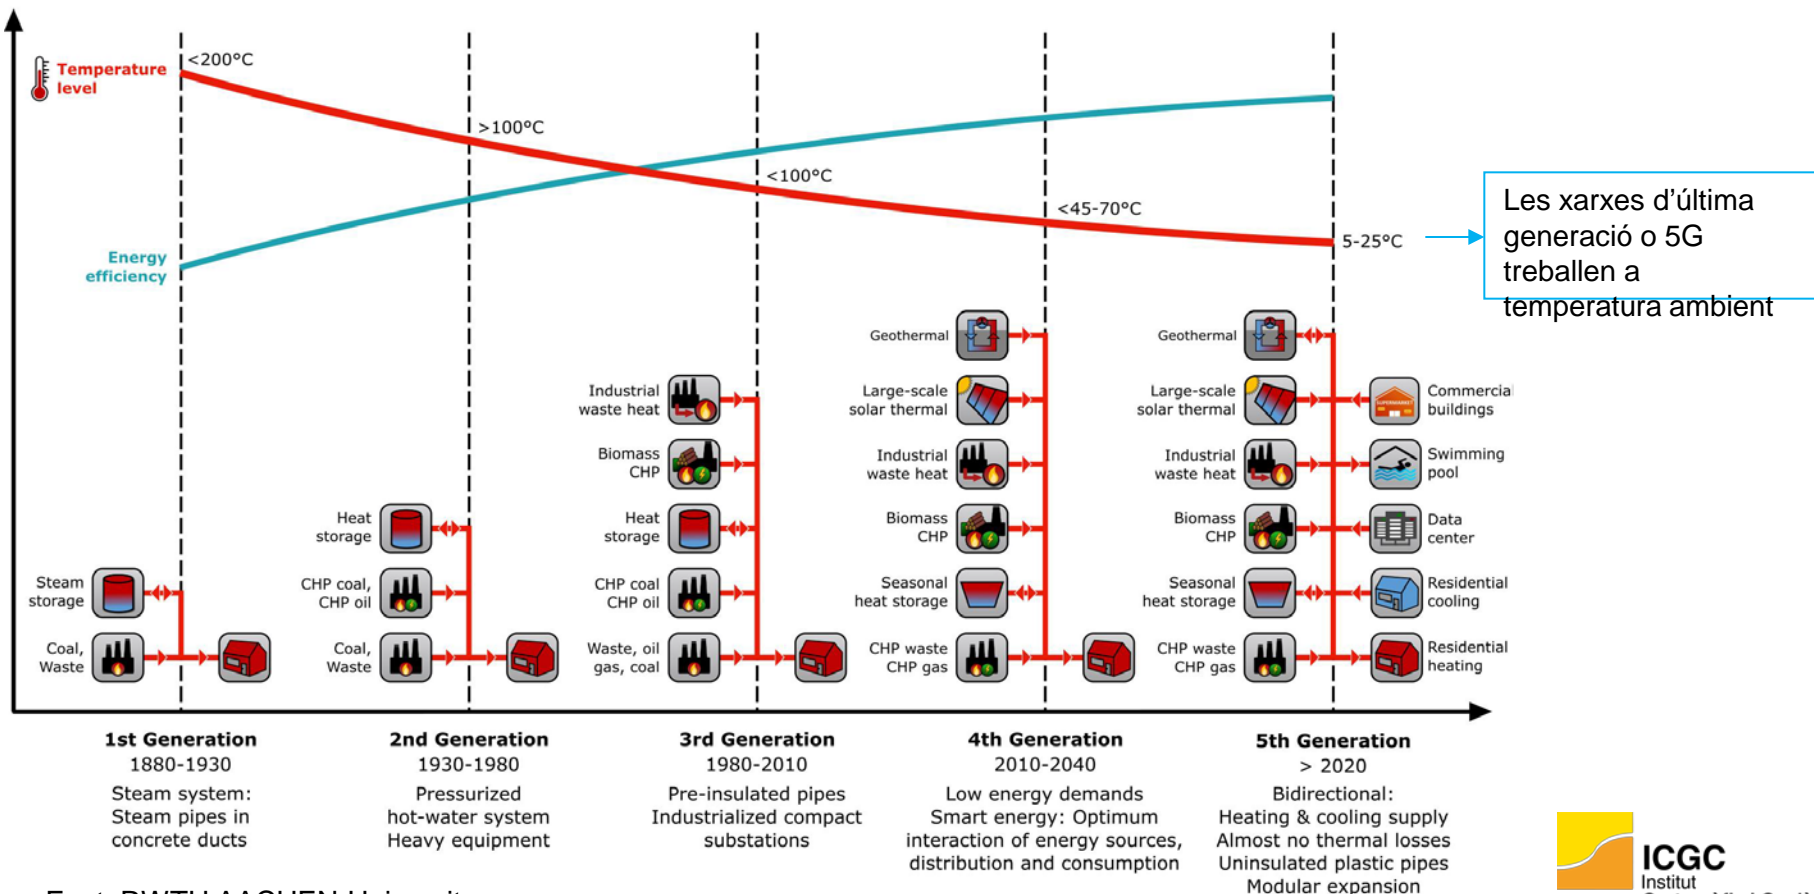 Temperature
level
<200°C
>100°C
<100°C
<45-70°C
5-25°C
Les xarxes d'última
generació o 5G
treballen a
temperatura ambient
Energy
efficiency
Steam
storage
Coal,
Waste
Heat
storage
CHP coal,
CHP oil
Coal,
Waste
Industrial
waste heat
Biomass
CHP
Heat
storage
CHP coal
CHP oil
Waste, oil
gas, coal
Geothermal
Large-scale
solar thermal
Industrial
waste heat
Biomass
CHP
Seasonal
heat storage
CHP waste
CHP gas
Geothermal
Large-scale
solar thermal
Industrial
waste heat
Biomass
CHP
Seasonal
heat storage
CHP waste
CHP gas
SUPERMARKET
Commercial
buildings
Swimming
pool
Data
center
Residential
cooling
Residential
heating
1st Generation
1880-1930
Steam system:
Steam pipes in
concrete ducts
2nd Generation
1930-1980
Pressurized
hot-water system
Heavy equipment
3rd Generation
1980-2010
Pre-insulated pipes
Industrialized compact
substations
4th Generation
2010-2040
Low energy demands
Smart energy: Optimum
interaction of energy sources,
distribution and consumption
5th Generation
> 2020
Bidirectional:
Heating & cooling supply
Almost no thermal losses
Uninsulated plastic pipes
Modular expansion
ICGC
Institut